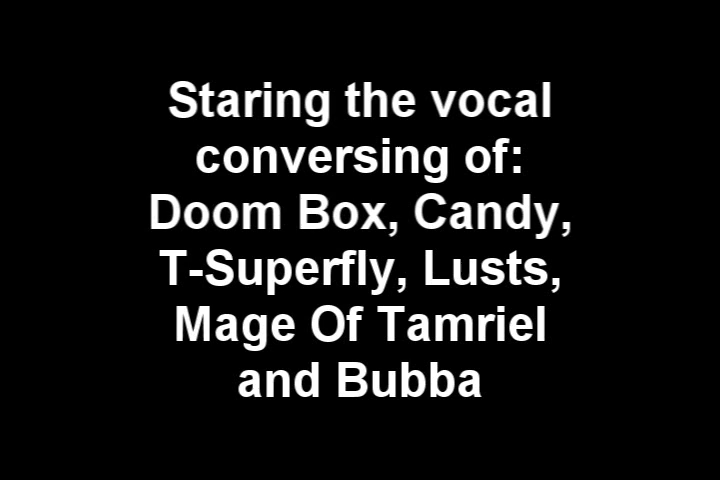 Staring the vocal
conversing of:
Doom Box, Candy,
T-Superfly, Lusts,
Mage Of Tamriel
and Bubba